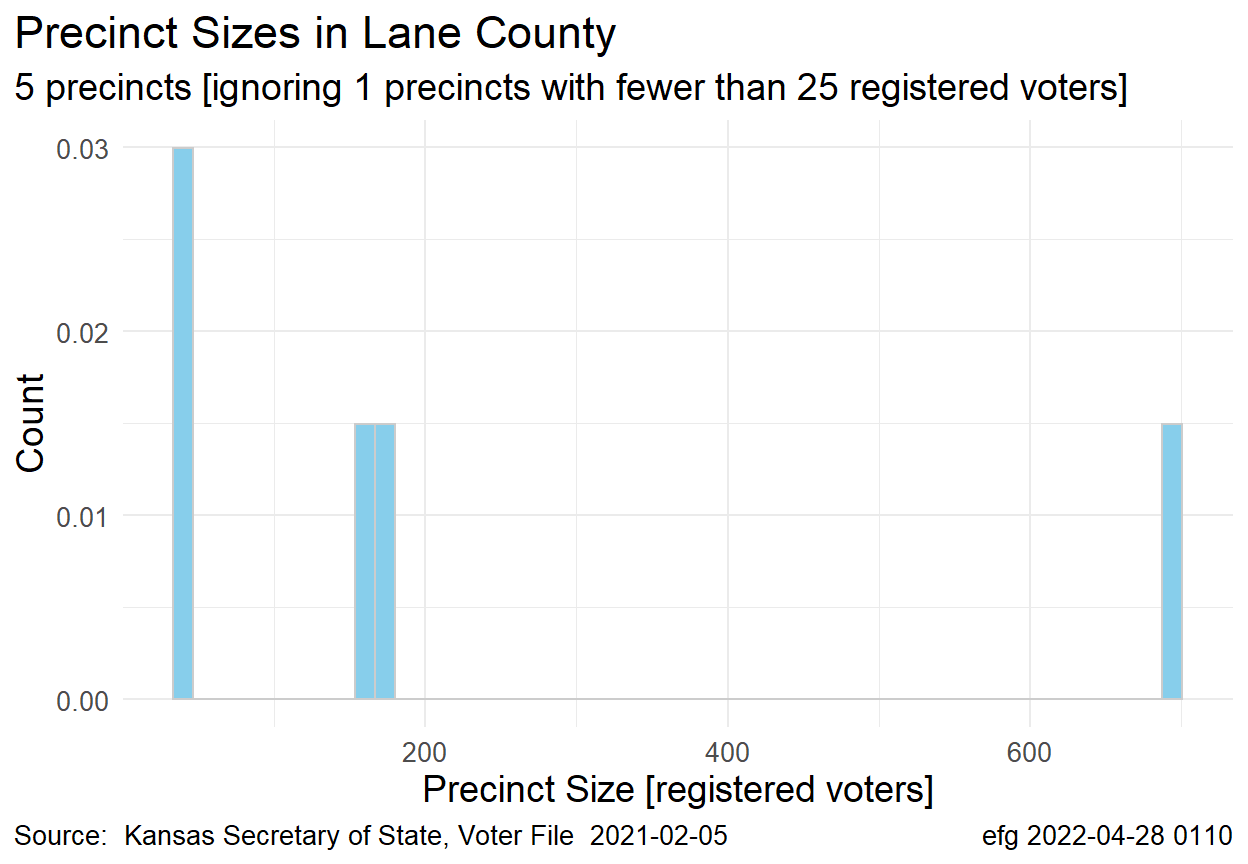 Precinct Sizes in Lane County
5 precincts [ignoring 1 precincts with fewer than 25 registered voters]
0.03
0.02
0.01
0.00
Count
200 400 600
Precinct Size [registered voters]
Source:  Kansas Secretary of State, Voter File  2021-02-05 efg 2022-04-28 0110